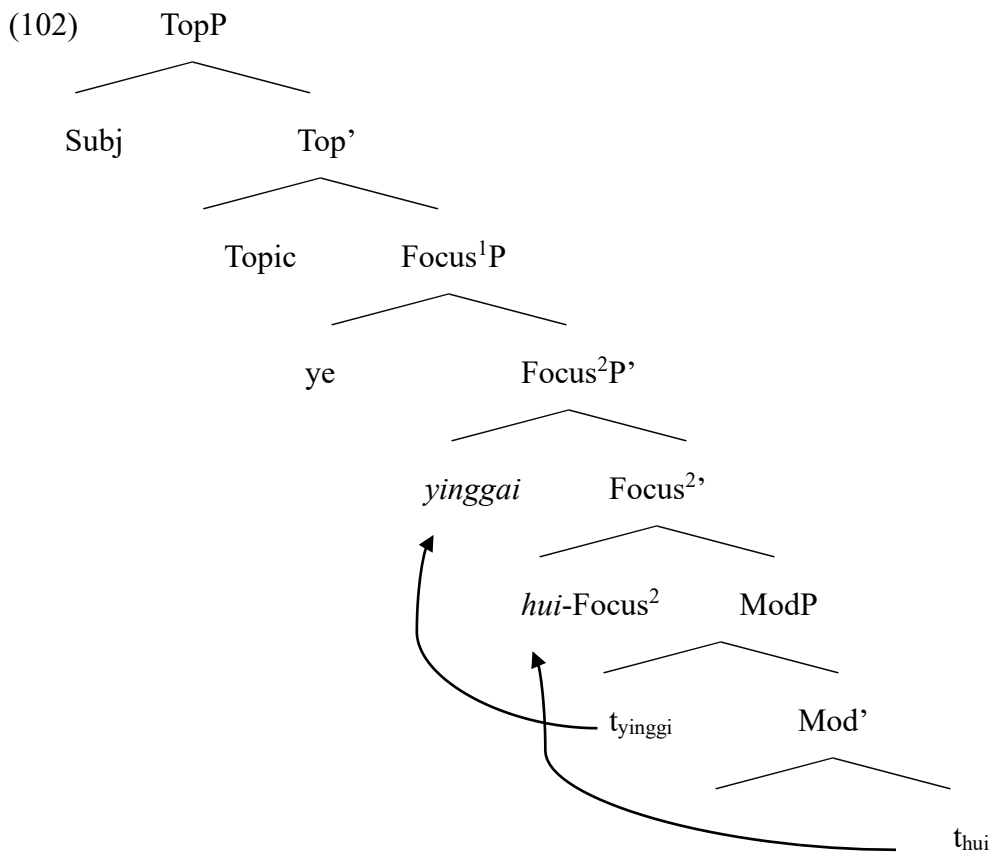 (102) TopP
Subj Top’
Topic Focus¹P
ye Focus²P’
yinggai Focus²’
hui-Focus² ModP
tyinggi Mod’
thui